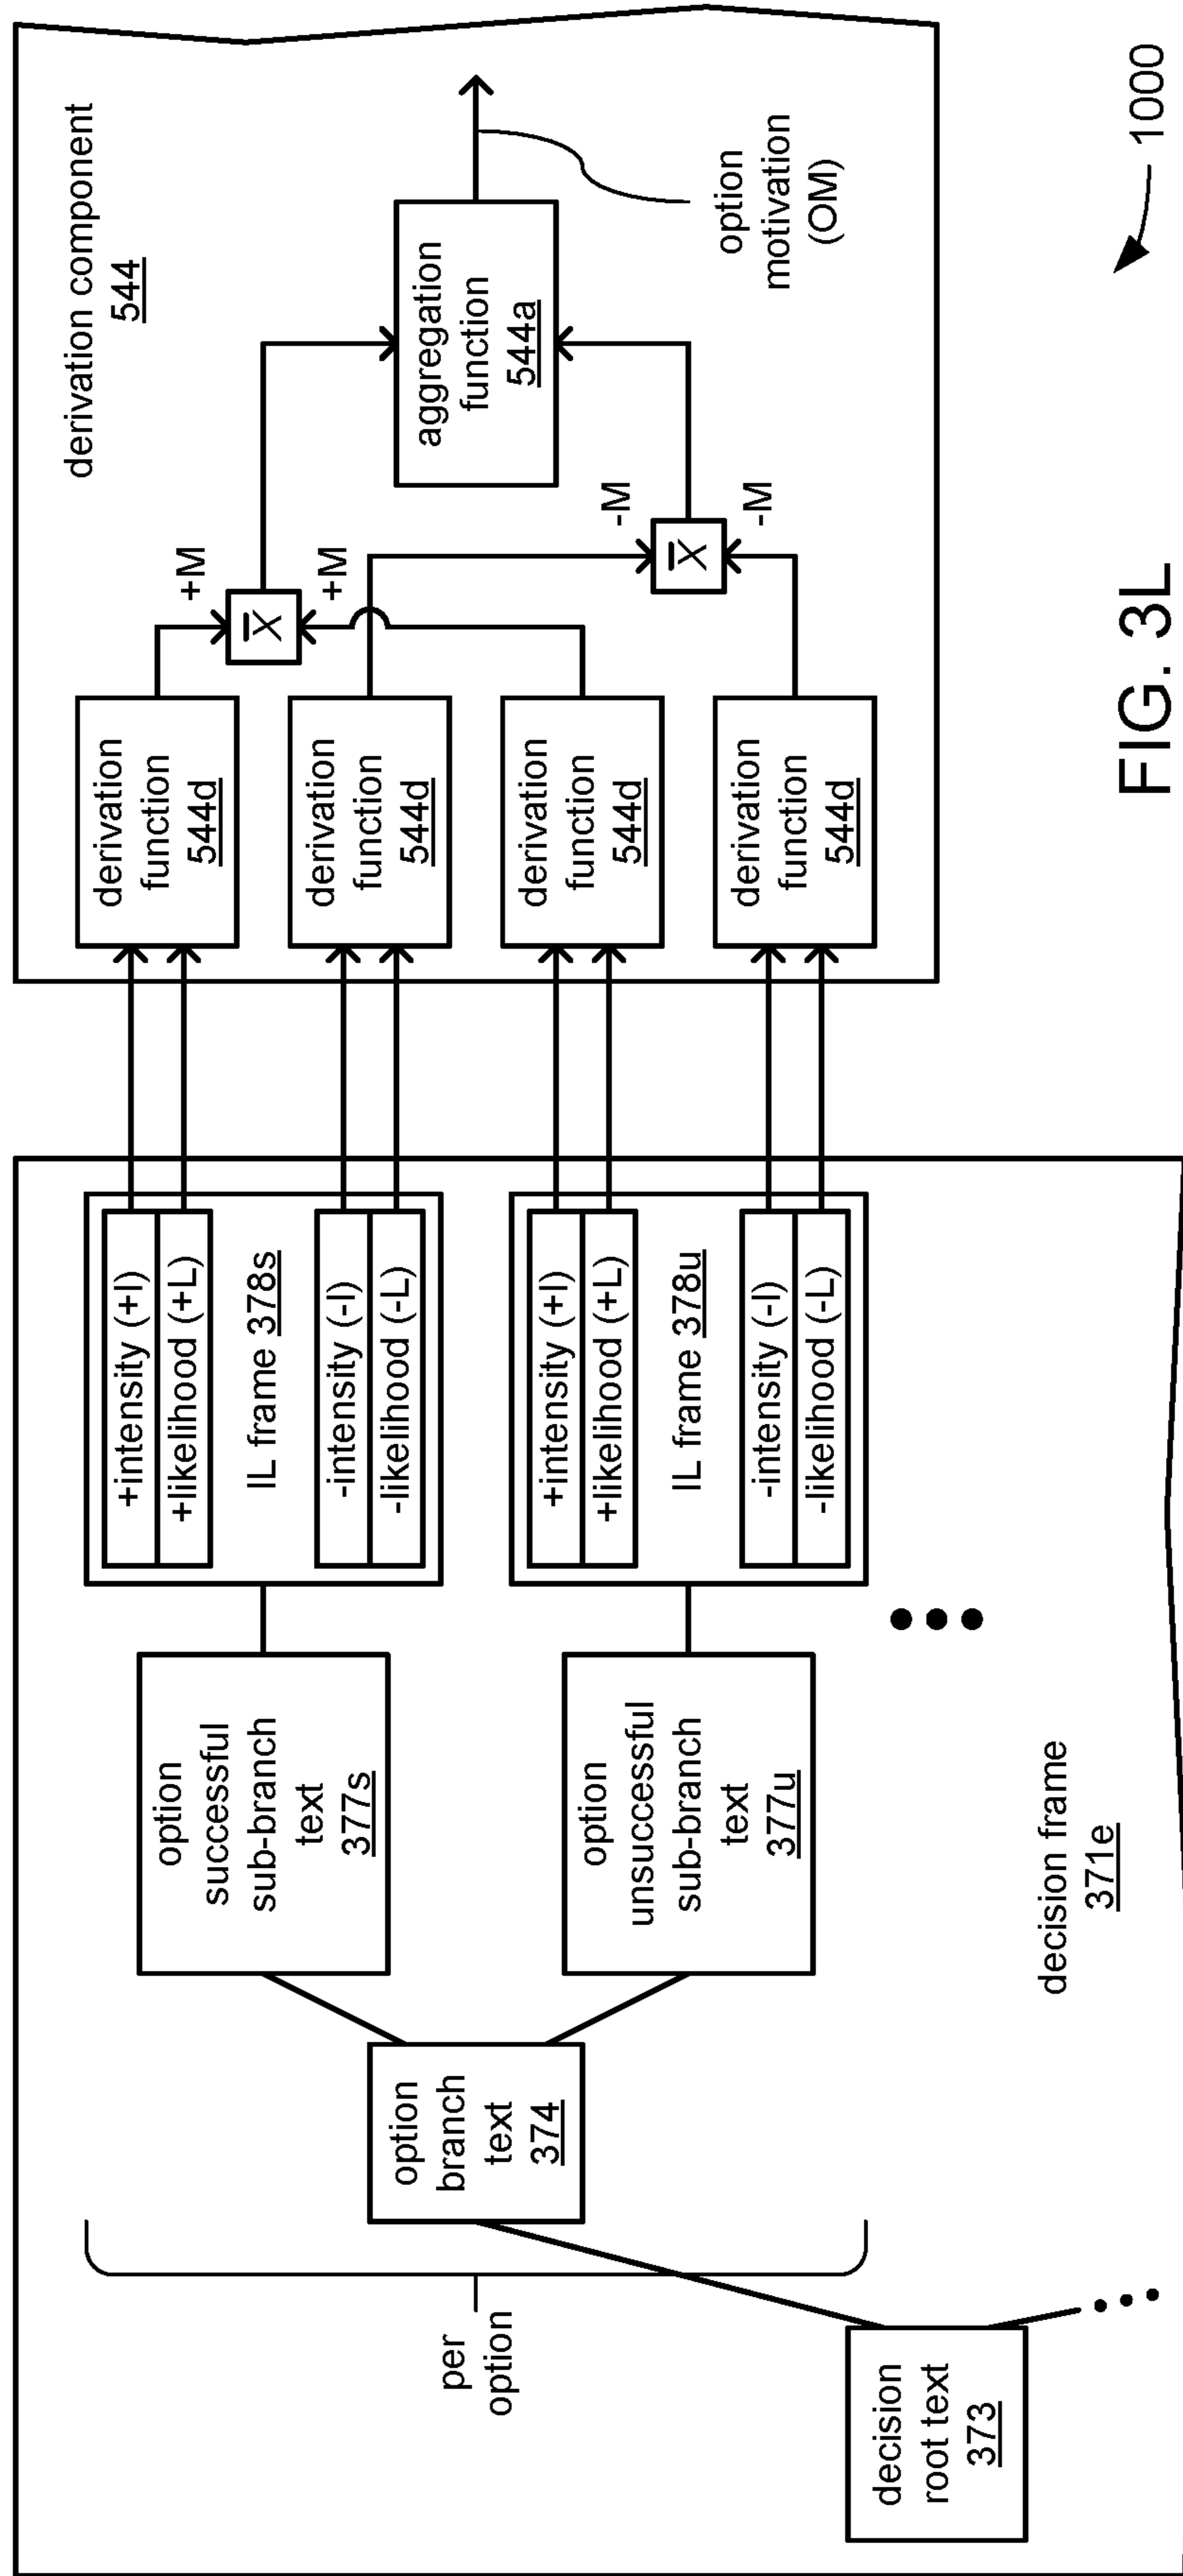 decision
root text
373
per
option
option
branch
text
374
option
successful
sub-branch
text
377s
option
unsuccessful
sub-branch
text
377u
decision frame
371e
+intensity (+I)
+likelihood (+L)
IL frame 378s
-intensity (-I)
-likelihood (-L)
+intensity (+I)
+likelihood (+L)
IL frame 378u
-intensity (-I)
-likelihood (-L)
derivation component
544
derivation
function
544d
derivation
function
544d
derivation
function
544d
derivation
function
544d
+M
X̅
+M
-M
X̅
-M
aggregation
function
544a
option
motivation
(OM)
1000
FIG. 3L